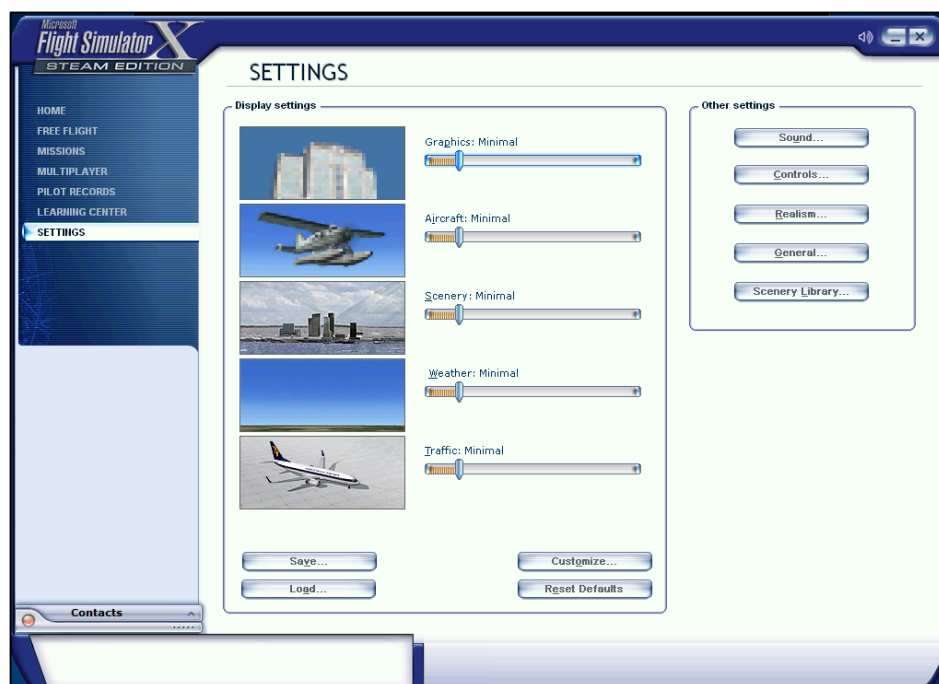 Microsoft
Flight Simulator X
STEAM EDITION
HOME
FREE FLIGHT
MISSIONS
MULTIPLAYER
PILOT RECORDS
LEARNING CENTER
SETTINGS
Contacts
SETTINGS
Display settings
Graphics: Minimal
Aircraft: Minimal
Scenery: Minimal
Weather: Minimal
Traffic: Minimal
Save...
Customize...
Load...
Reset Defaults
Other settings
Sound...
Controls...
Realism...
General...
Scenery Library...